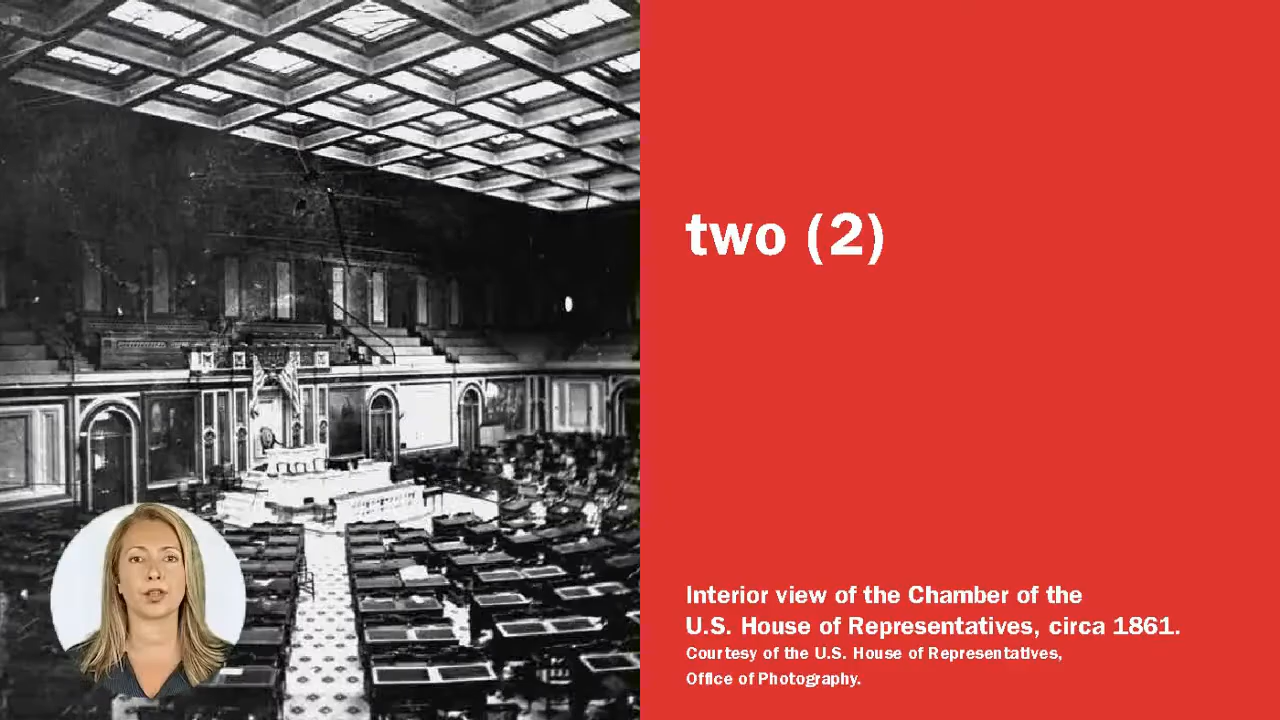 two (2)
Interior view of the Chamber of the
U.S. House of Representatives, circa 1861.
Courtesy of the U.S. House of Representatives,
Office of Photography.